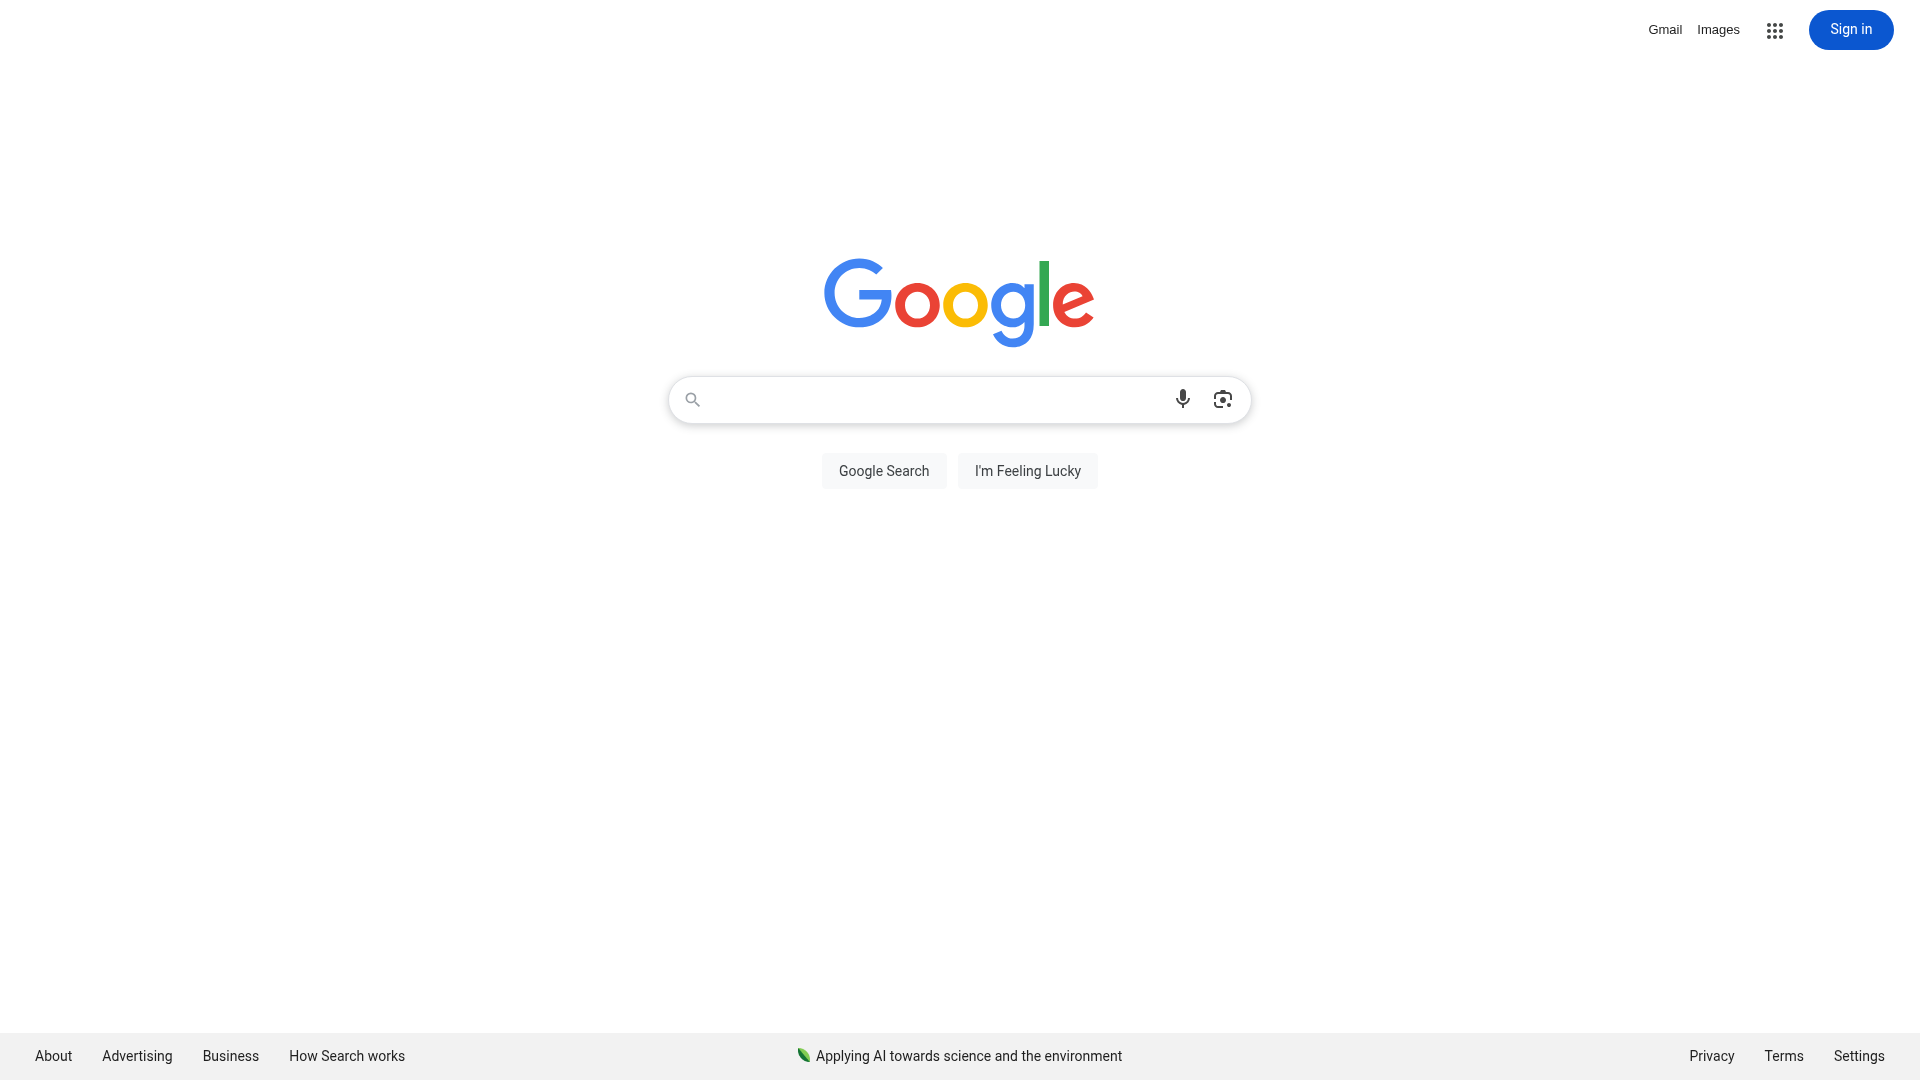 Gmail Images Sign in
Google
Google Search I'm Feeling Lucky
About Advertising Business How Search works Applying AI towards science and the environment Privacy Terms Settings